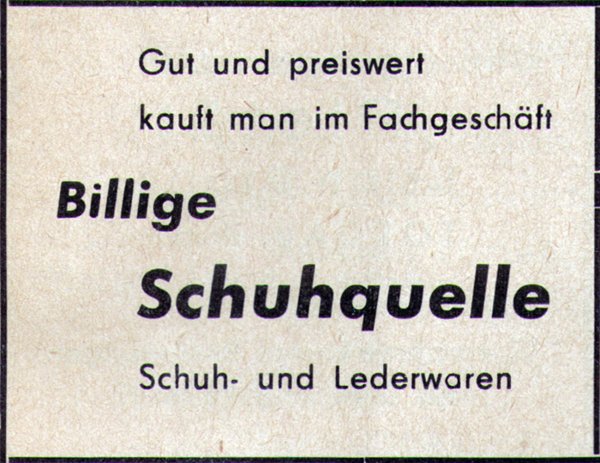 Gut und preiswert
kauft man im Fachgeschäft
Billige
Schuhquelle
Schuh- und Lederwaren